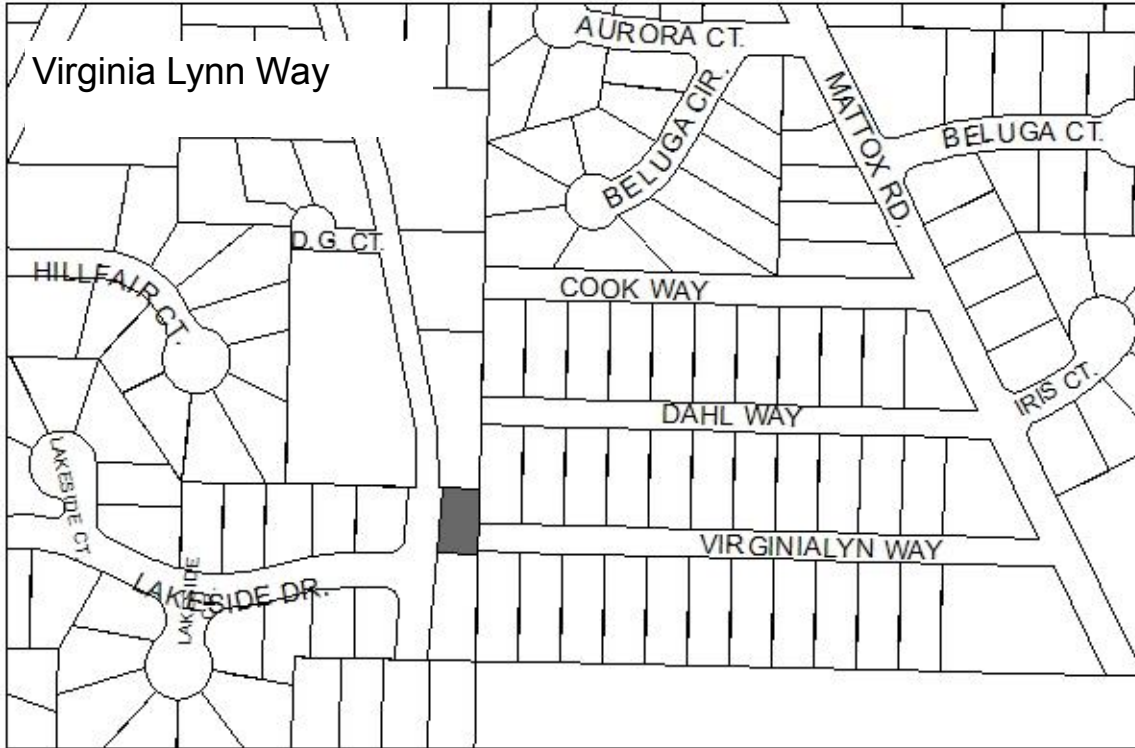 Virginia Lynn Way
AURORA CT.
BELUGA CIR.
MATTOX RD.
BELUGA CT.
D.G. CT.
HILLFAIR CT.
COOK WAY
IRIS CT.
DAHL WAY
LAKESIDE CT
VIRGINIALYN WAY
LAKESIDE
LAKESIDE DR.